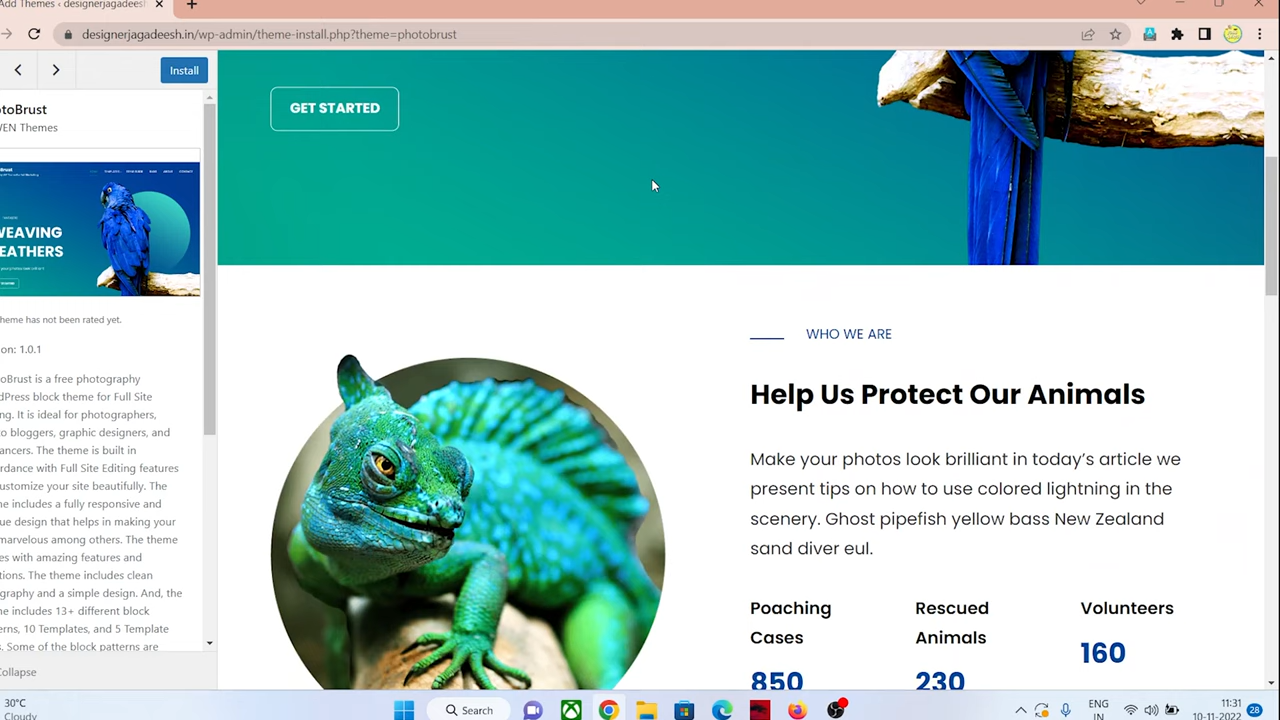 Add Themes ‹ designerjagadeesh
designerjagadeesh.in/wp-admin/theme-install.php?theme=photobrust
Install
otoBrust
WEN Themes
WEAVING
EATHERS
heme has not been rated yet.
on: 1.0.1
oBrust is a free photography
dPress block theme for Full Site
ng. It is ideal for photographers,
o bloggers, graphic designers, and
ancers. The theme is built in
rdance with Full Site Editing features
ustomize your site beautifully. The
ne includes a fully responsive and
ue design that helps in making your
marvelous among others. The theme
es with amazing features and
tions. The theme includes clean
graphy and a simple design. And, the
ne includes 13+ different block
erns, 10 Templates, and 5 Template
s. Some of the block patterns are
Collapse
GET STARTED
WHO WE ARE
Help Us Protect Our Animals
Make your photos look brilliant in today's article we
present tips on how to use colored lightning in the
scenery. Ghost pipefish yellow bass New Zealand
sand diver eul.
Poaching
Cases
850
Rescued
Animals
230
Volunteers
160
30°C
Cloudy
Search
ENG
IN
11:31
10-11-2022
28